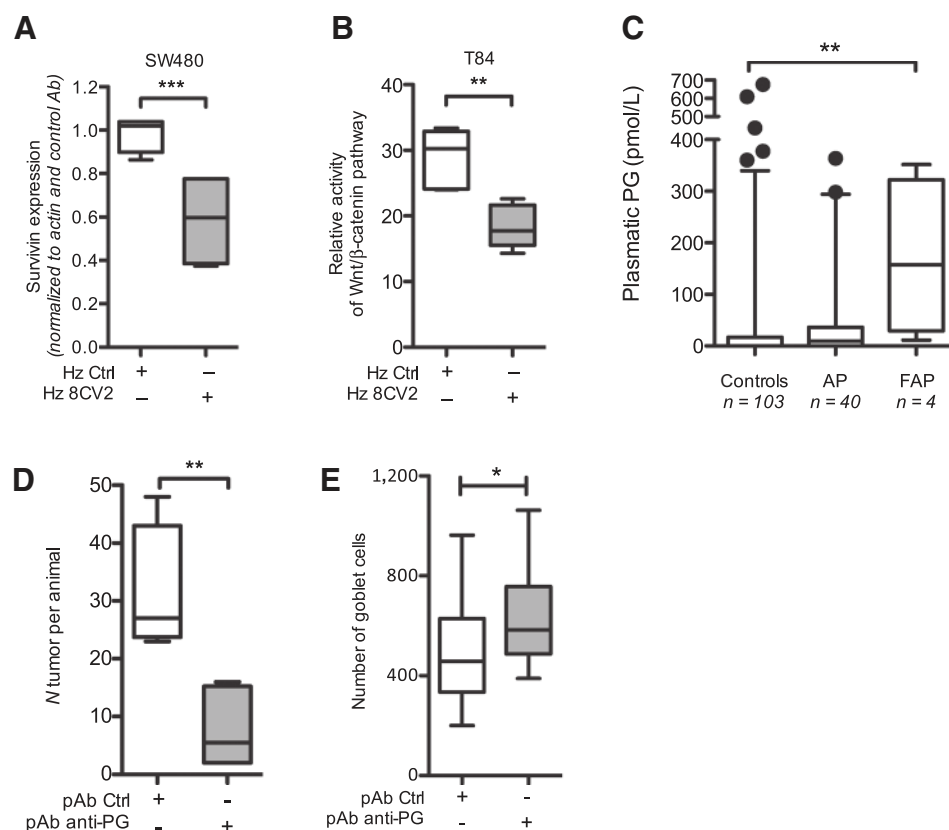 A
SW480
***
Survivin expression
(normalized to actin and control Ab)
1.2
1.0
0.8
0.6
0.4
0.2
0.0
Hz Ctrl + –
Hz 8CV2 – +
B
T84
**
Relative activity
of Wnt/β-catenin pathway
40
30
20
10
0
Hz Ctrl + –
Hz 8CV2 – +
C
**
Plasmatic PG (pmol/L)
700
600
500
400
300
200
100
0
Controls AP FAP
n = 103 n = 40 n = 4
D
**
N tumor per animal
50
40
30
20
10
0
pAb Ctrl + -
pAb anti-PG - +
E
*
Number of goblet cells
1,200
800
400
0
pAb Ctrl + -
pAb anti-PG - +